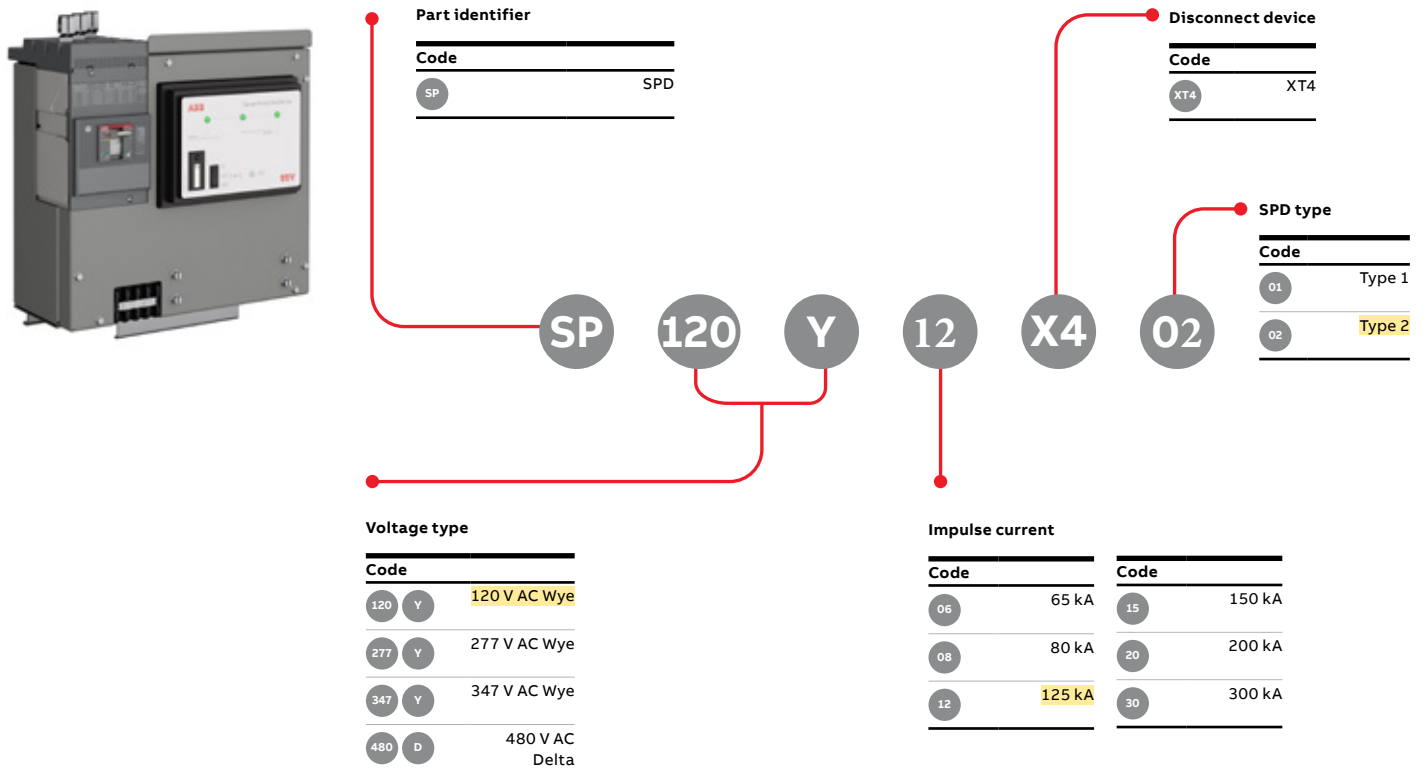 Part identifier
Code
SP SPD
Disconnect device
Code
XT4 XT4
SPD type
Code
01 Type 1
02 Type 2
SP 120 Y 12 X4 02
Voltage type
Code
120 Y 120 V AC Wye
277 Y 277 V AC Wye
347 Y 347 V AC Wye
480 D 480 V AC
Delta
Impulse current
Code
06 65 kA
08 80 kA
12 125 kA
Code
15 150 kA
20 200 kA
30 300 kA
ABB